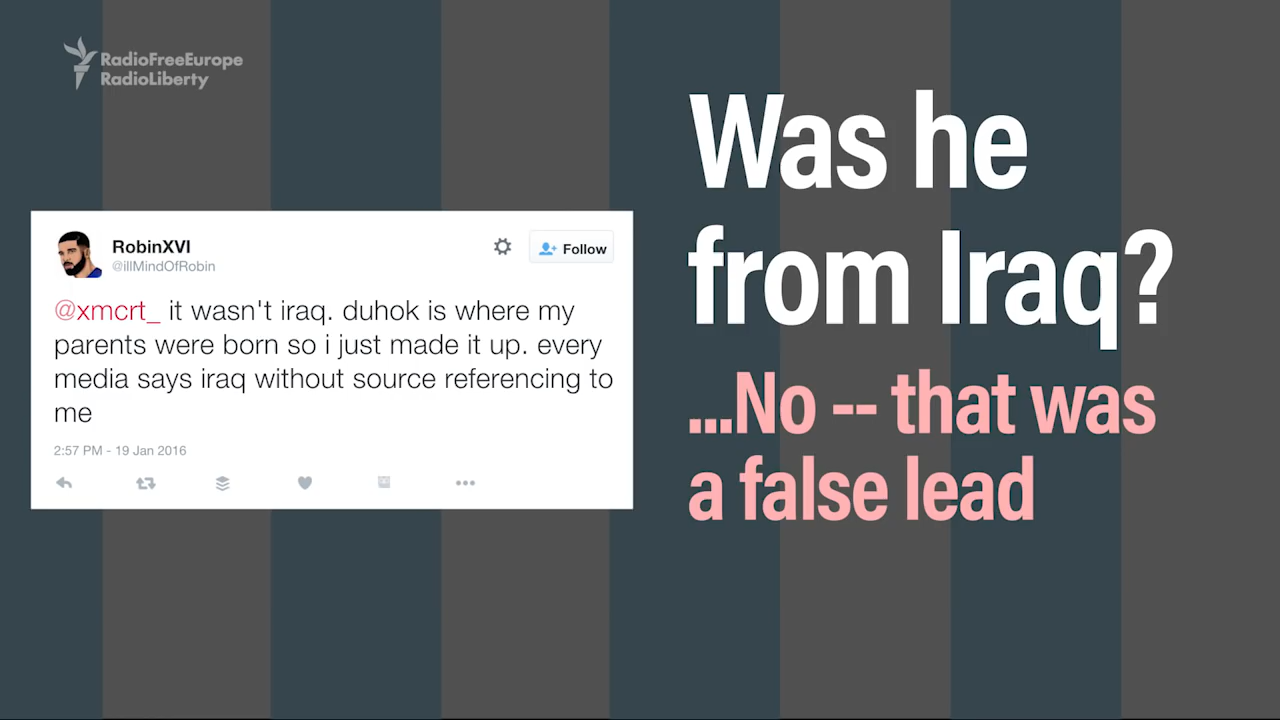 RadioFreeEurope
RadioLiberty
RobinXVI
@illMindOfRobin
Follow
@xmcrt_ it wasn't iraq. duhok is where my
parents were born so i just made it up. every
media says iraq without source referencing to
me
2:57 PM - 19 Jan 2016
Was he
from Iraq?
...No -- that was
a false lead